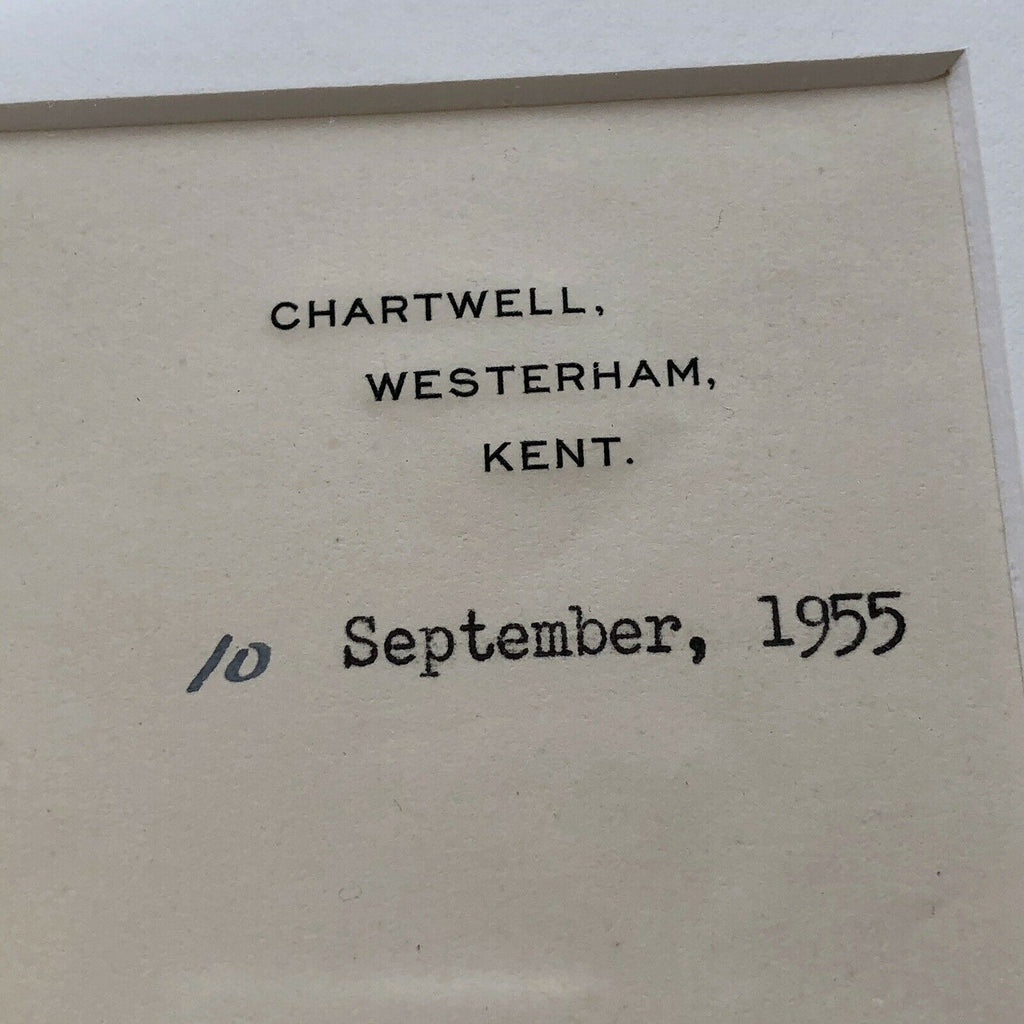 CHARTWELL,
WESTERHAM,
KENT.
10 September, 1955